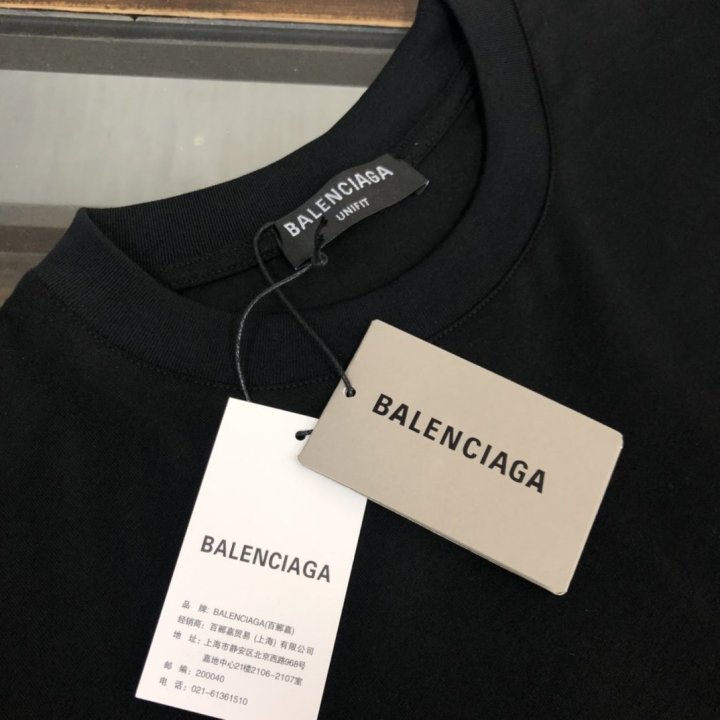 BALENCIAGA
UNIFIT
BALENCIAGA
BALENCIAGA
品 牌: BALENCIAGA(百郦嘉)
经销商: 百郦嘉贸易 (上海) 有限公司
地 址: 上海市静安区北京西路968号
嘉地中心21楼2106-2107室
邮 编: 200040
电 话: 021-61361510